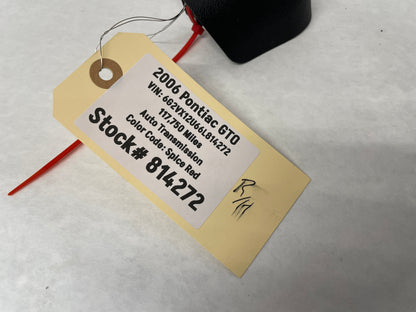 2006 Pontiac GTO
VIN: 6G2VX12U66L814272
117,750 Miles
Auto Transmission
Color Code: Spice Red
Stock# 814272
R/H